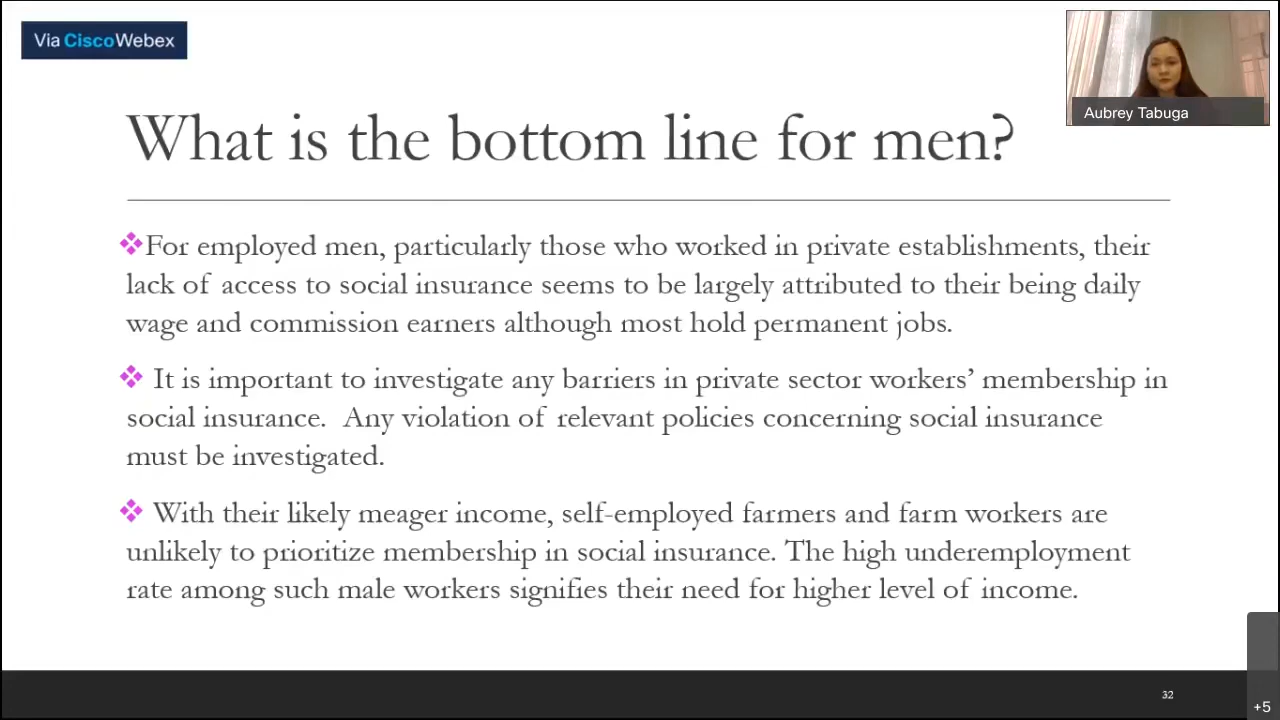 Via CiscoWebex
Aubrey Tabuga
What is the bottom line for men?
❖For employed men, particularly those who worked in private establishments, their
lack of access to social insurance seems to be largely attributed to their being daily
wage and commission earners although most hold permanent jobs.
❖ It is important to investigate any barriers in private sector workers’ membership in
social insurance.  Any violation of relevant policies concerning social insurance
must be investigated.
❖ With their likely meager income, self-employed farmers and farm workers are
unlikely to prioritize membership in social insurance. The high underemployment
rate among such male workers signifies their need for higher level of income.
32
+5